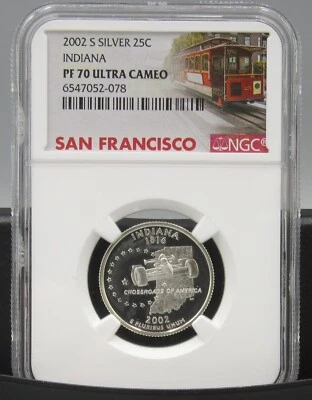 2002 S SILVER 25C
INDIANA
PF 70 ULTRA CAMEO
6547052-078
SAN FRANCISCO
NGC
INDIANA
1816
CROSSROADS OF AMERICA
2002
E PLURIBUS UNUM